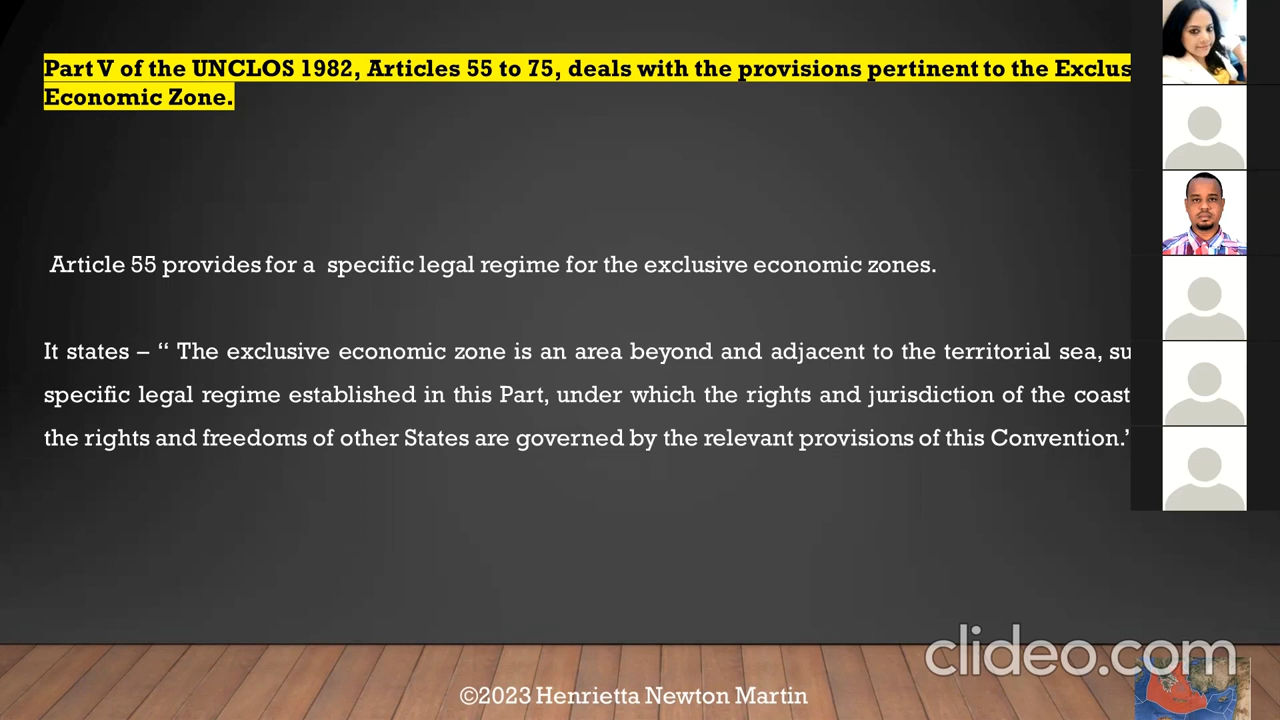 Part V of the UNCLOS 1982, Articles 55 to 75, deals with the provisions pertinent to the Exclus
Economic Zone.
Article 55 provides for a specific legal regime for the exclusive economic zones.
It states – “ The exclusive economic zone is an area beyond and adjacent to the territorial sea, su
specific legal regime established in this Part, under which the rights and jurisdiction of the coast
the rights and freedoms of other States are governed by the relevant provisions of this Convention.”
clideo.com
©2023 Henrietta Newton Martin